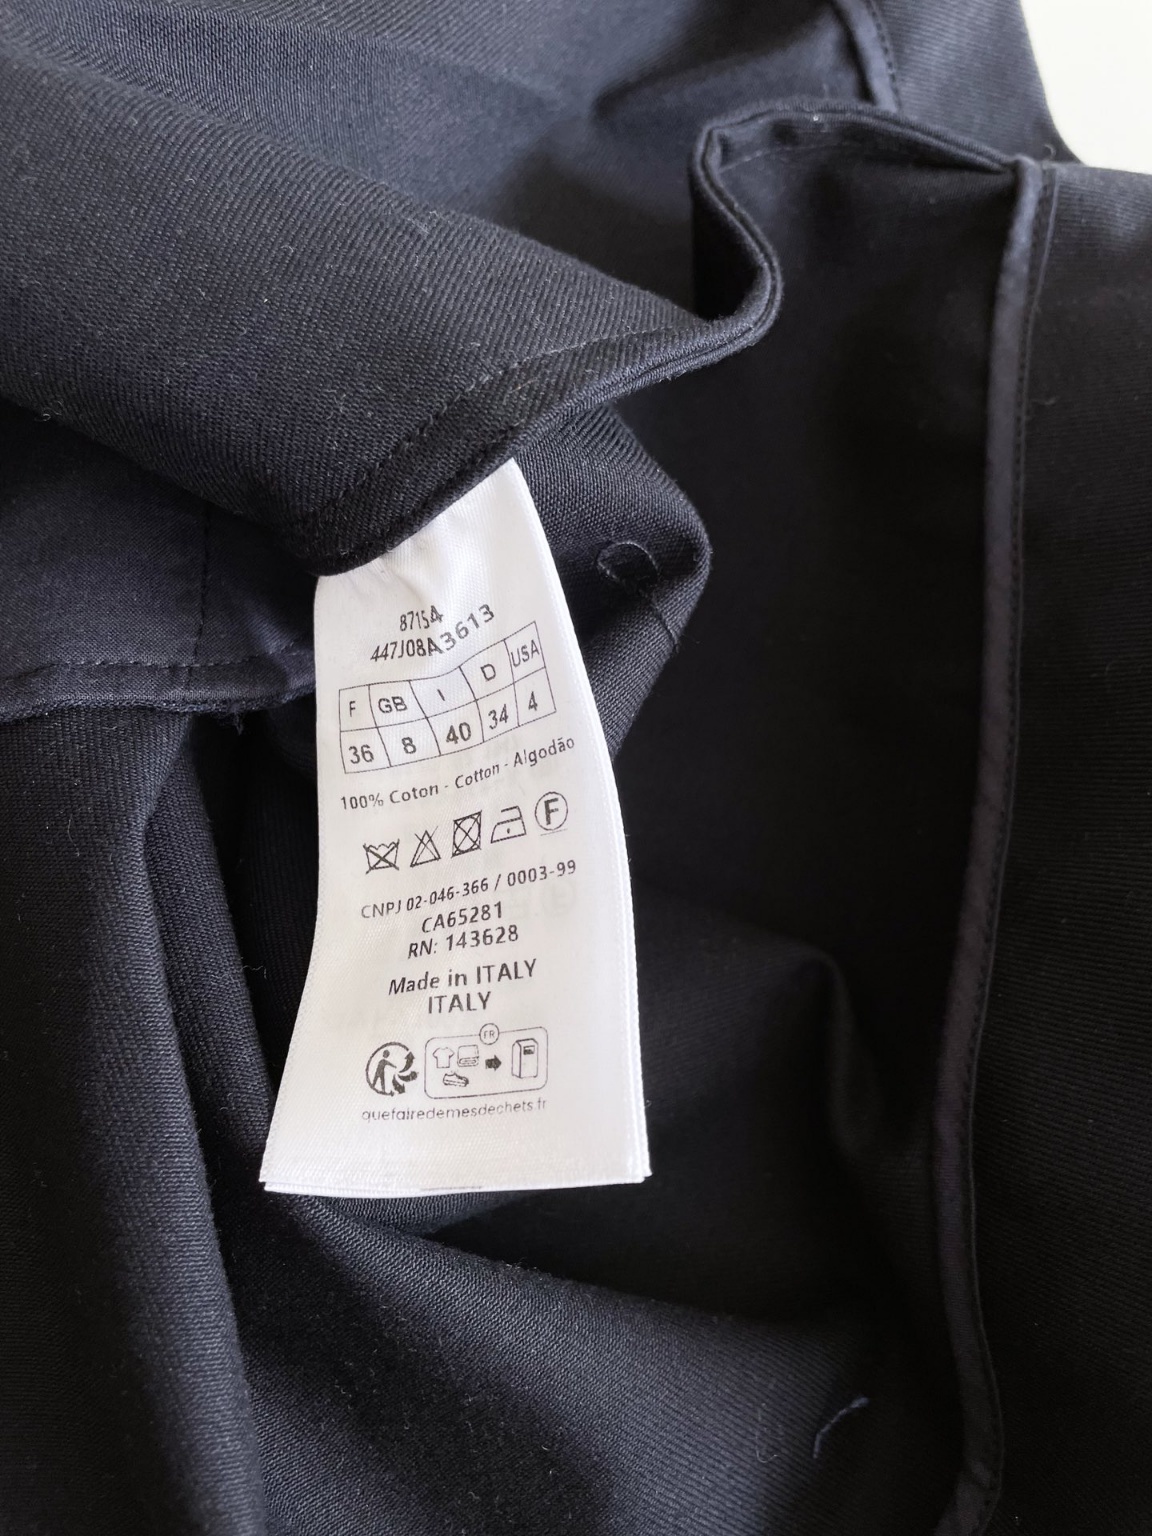 87154
447J08A3613
F GB I D USA
36 8 40 34 4
100% Coton - Cotton - Algodão
F
CNPJ 02-046-366 / 0003-99
CA65281
RN: 143628
Made in ITALY
ITALY
FR
quefairedemesdechets.fr